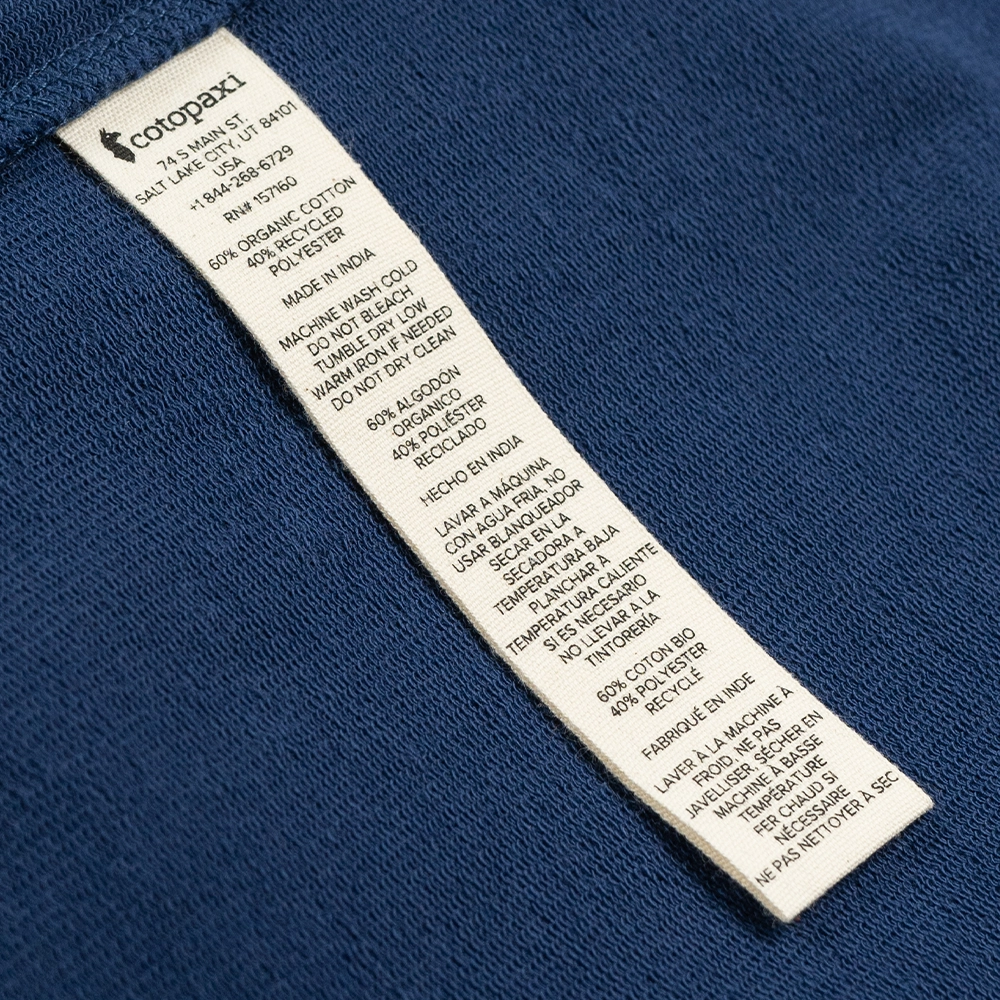 cotopaxi
74 S MAIN ST.
SALT LAKE CITY, UT 84101
USA
+1 844-268-6729
RN# 157160
60% ORGANIC COTTON
40% RECYCLED
POLYESTER
MADE IN INDIA
MACHINE WASH COLD
DO NOT BLEACH
TUMBLE DRY LOW
WARM IRON IF NEEDED
DO NOT DRY CLEAN
60% ALGODÓN
ORGANICO
40% POLIÉSTER
RECICLADO
HECHO EN INDIA
LAVAR A MÁQUINA
CON AGUA FRIA, NO
USAR BLANQUEADOR
SECAR EN LA
SECADORA A
TEMPERATURA BAJA
PLANCHAR A
TEMPERATURA CALIENTE
SI ES NECESARIO
NO LLEVAR A LA
TINTORERÍA
60% COTON BIO
40% POLYESTER
RECYCLÉ
FABRIQUÉ EN INDE
LAVER À LA MACHINE À
FROID, NE PAS
JAVELLISER, SÉCHER EN
MACHINE À BASSE
TEMPÉRATURE
FER CHAUD SI
NÉCESSAIRE
NE PAS NETTOYER À SEC